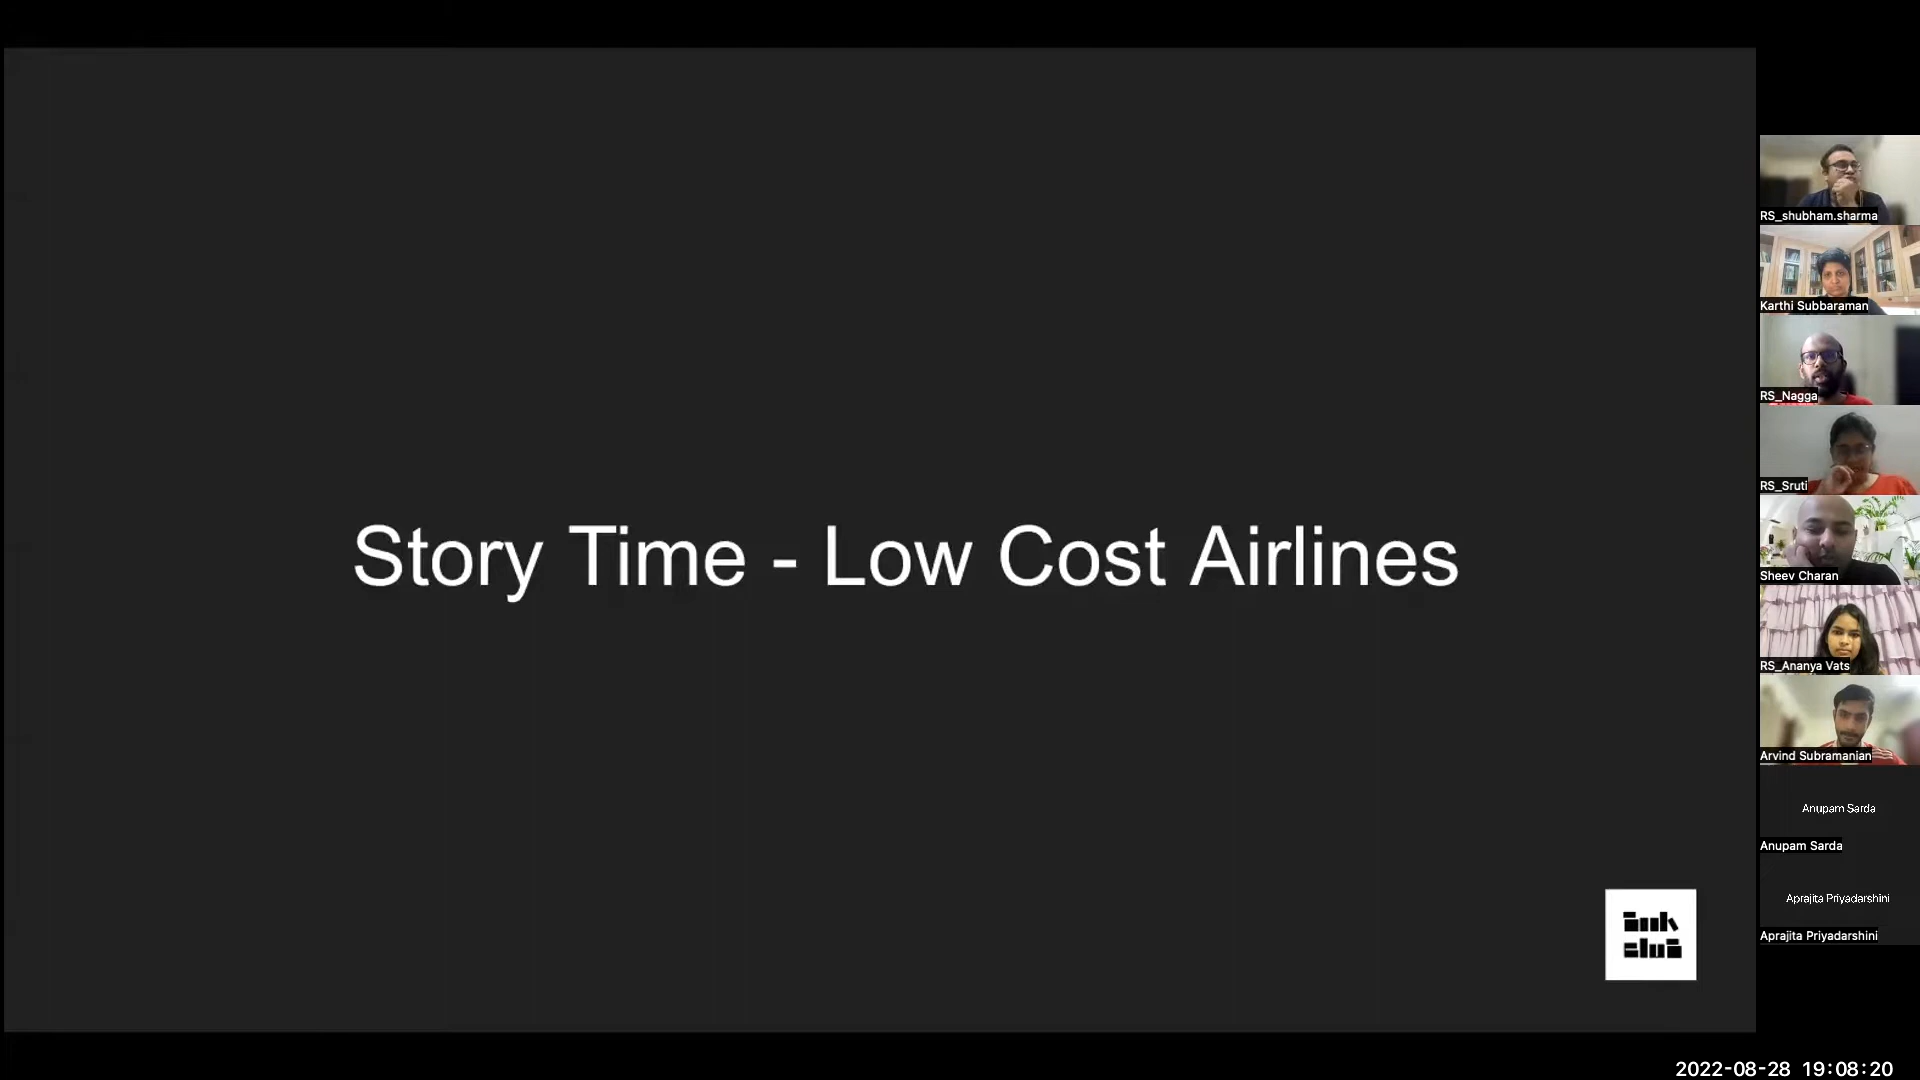 Story Time - Low Cost Airlines
RS_shubham.sharma
Karthi Subbaraman
RS_Nagga
RS_Sruti
Sheev Charan
RS_Ananya Vats
Arvind Subramanian
Anupam Sarda
Anupam Sarda
Aprajita Priyadarshini
Aprajita Priyadarshini
club
2022-08-28 19:08:20